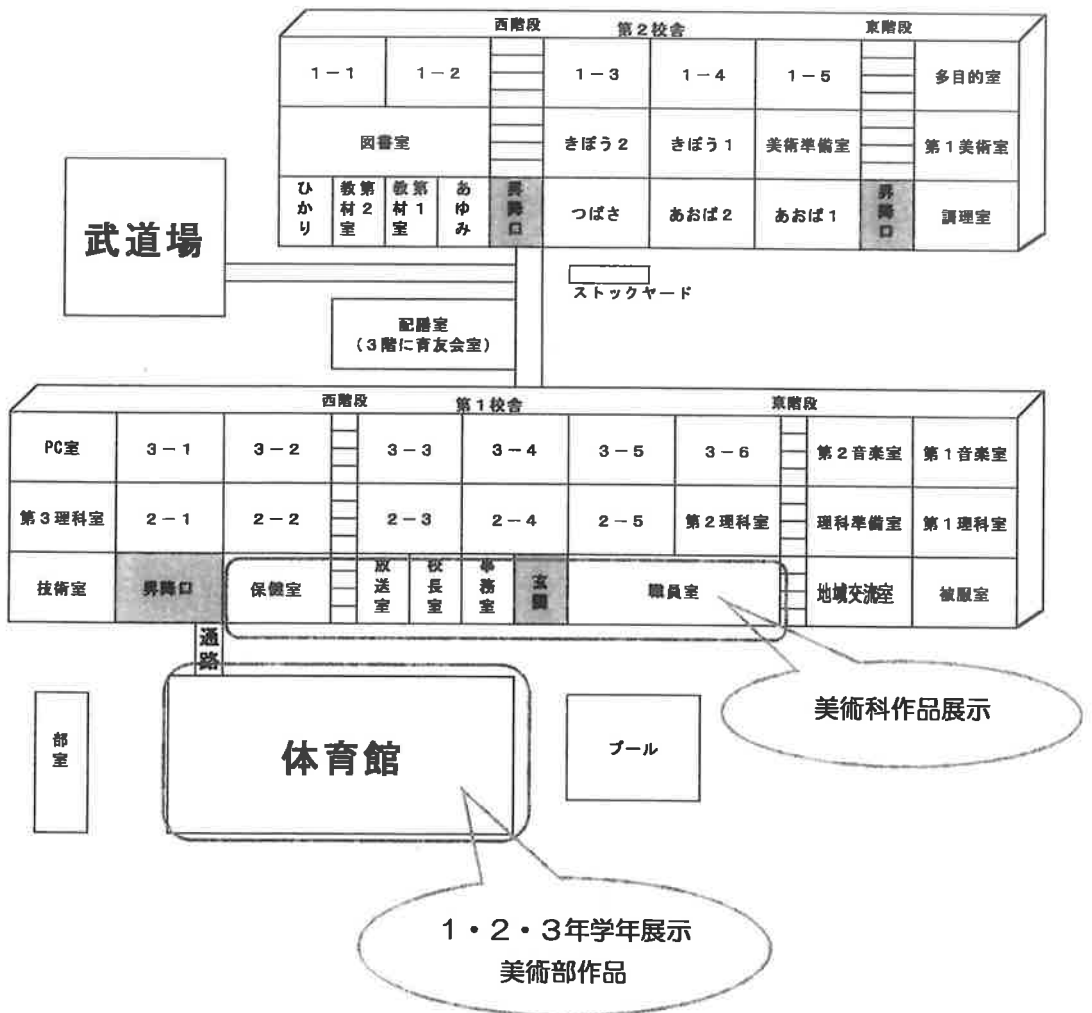 西階段 第2校舎 東階段
1-1 1-2 1-3 1-4 1-5 多目的室
図書室 きぼう2 きぼう1 美術準備室 第1美術室
ひかり 第2教材室 第1教材室 あゆみ 昇降口 つばさ あおば2 あおば1 昇降口 調理室
武道場
ストックヤード
配膳室
(3階に育友会室)
西階段 第1校舎 東階段
PC室 3-1 3-2 3-3 3-4 3-5 3-6 第2音楽室 第1音楽室
第3理科室 2-1 2-2 2-3 2-4 2-5 第2理科室 理科準備室 第1理科室
技術室 昇降口 保健室 放送室 校長室 事務室 玄関 職員室 地域交流室 被服室
通路
美術科作品展示
部室
体育館
プール
1・2・3年学年展示
美術部作品